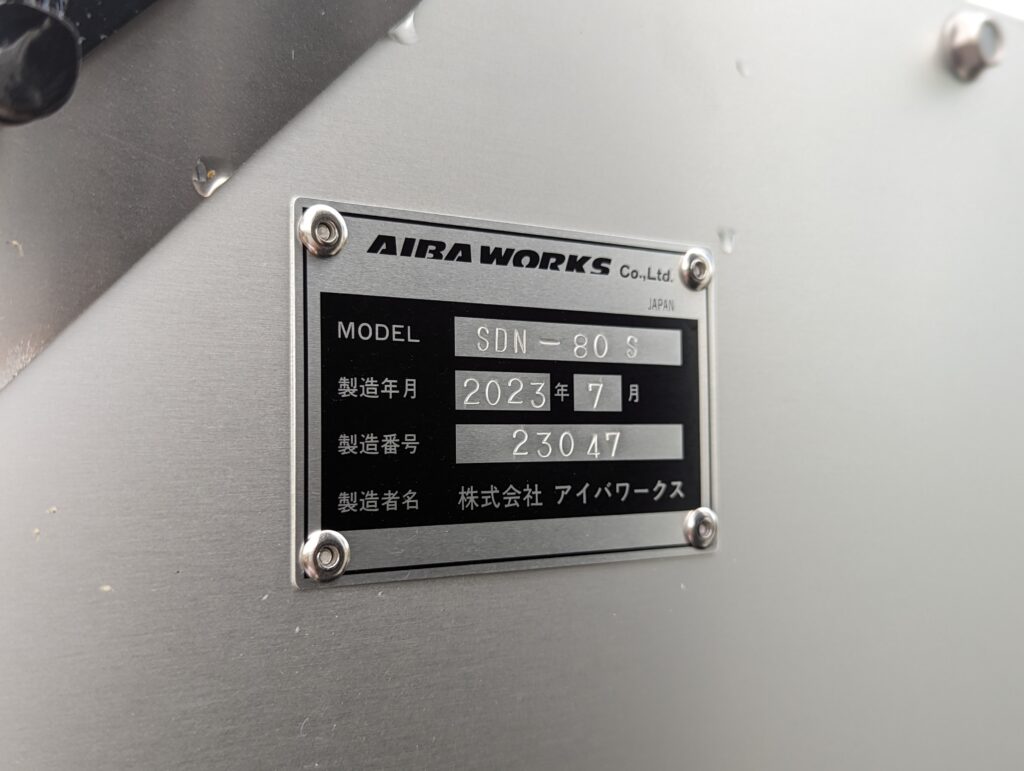 AIBA WORKS Co.,Ltd.
JAPAN
MODEL SDN-80S
製造年月 2023年7月
製造番号 23047
製造者名 株式会社 アイバワークス